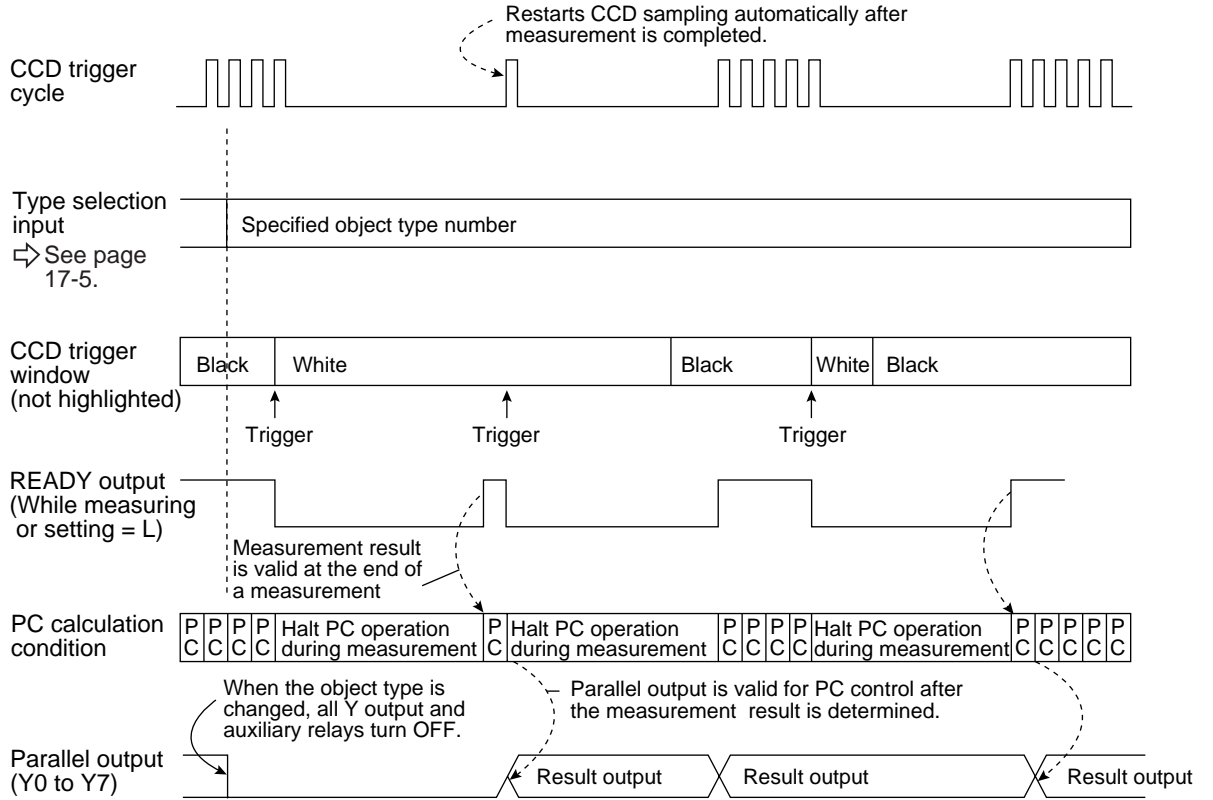 Restarts CCD sampling automatically after
measurement is completed.
CCD trigger
cycle
Type selection
input
See page
17-5.
Specified object type number
CCD trigger
window
(not highlighted)
Black
White
Black
White
Black
Trigger
Trigger
Trigger
READY output
(While measuring
or setting = L)
Measurement result
is valid at the end of
a measurement
PC calculation
condition
P P P P
C C C C
Halt PC operation
during measurement
P
C
Halt PC operation
during measurement
P P P P
C C C C
Halt PC operation
during measurement
P P P P P
C C C C C
When the object type is
changed, all Y output and
auxiliary relays turn OFF.
Parallel output is valid for PC control after
the measurement result is determined.
Parallel output
(Y0 to Y7)
Result output
Result output
Result output